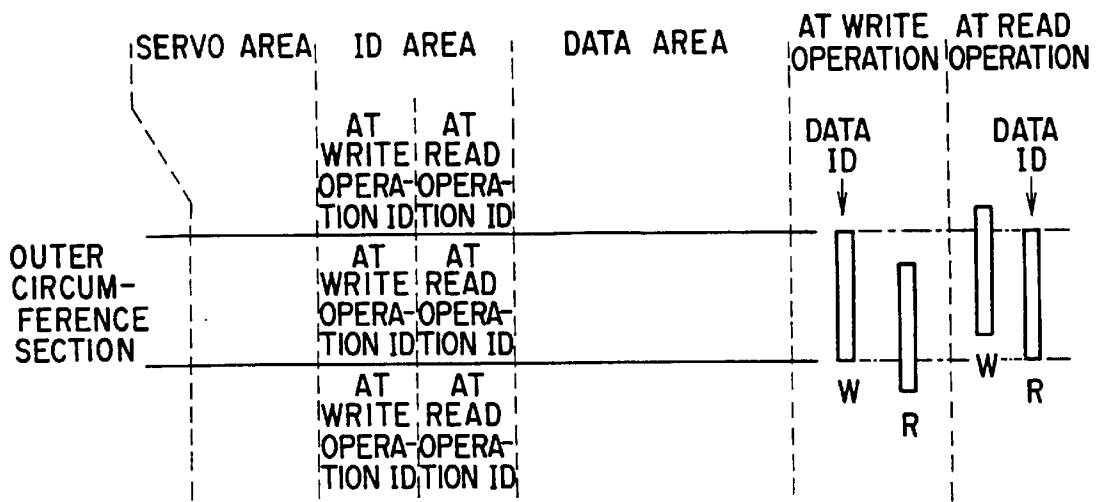 SERVO AREA
ID AREA
DATA AREA
AT WRITE
OPERATION
AT READ
OPERATION
AT
WRITE
OPERA-
TION ID
AT
READ
OPERA-
TION ID
DATA
ID
DATA
ID
OUTER
CIRCUM-
FERENCE
SECTION
AT
WRITE
OPERA-
TION ID
AT
READ
OPERA-
TION ID
W
R
W
R
AT
WRITE
OPERA-
TION ID
AT
READ
OPERA-
TION ID